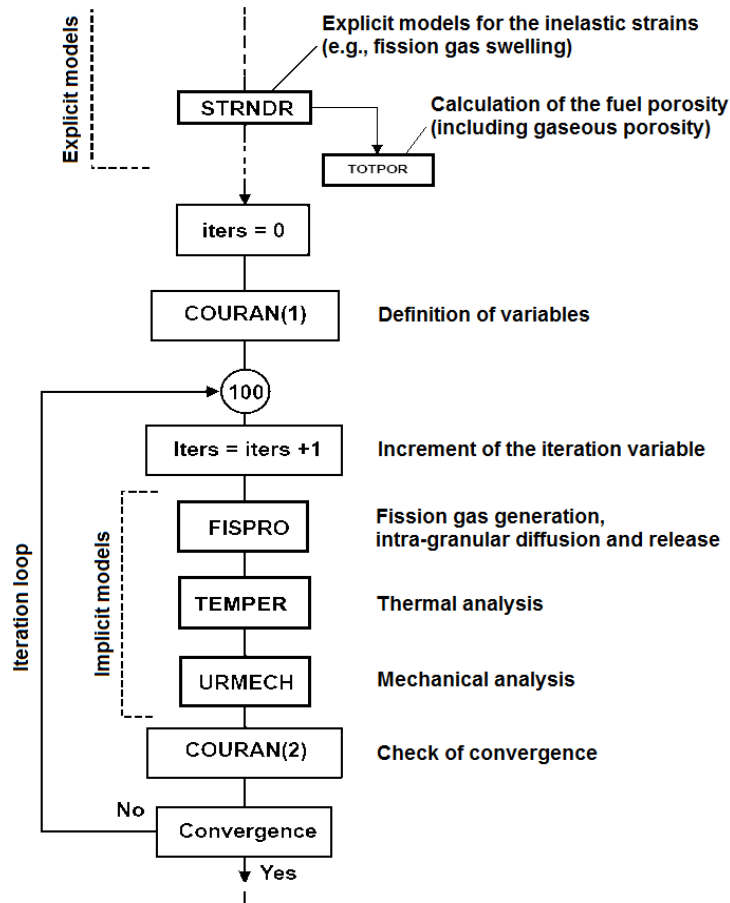 Explicit models for the inelastic strains
(e.g., fission gas swelling)
Explicit models
STRNDR
Calculation of the fuel porosity
(including gaseous porosity)
TOTPOR
iters = 0
COURAN(1)
Definition of variables
100
Iters = iters +1
Increment of the iteration variable
Iteration loop
Implicit models
FISPRO
Fission gas generation,
intra-granular diffusion and release
TEMPER
Thermal analysis
URMECH
Mechanical analysis
COURAN(2)
Check of convergence
No
Convergence
Yes